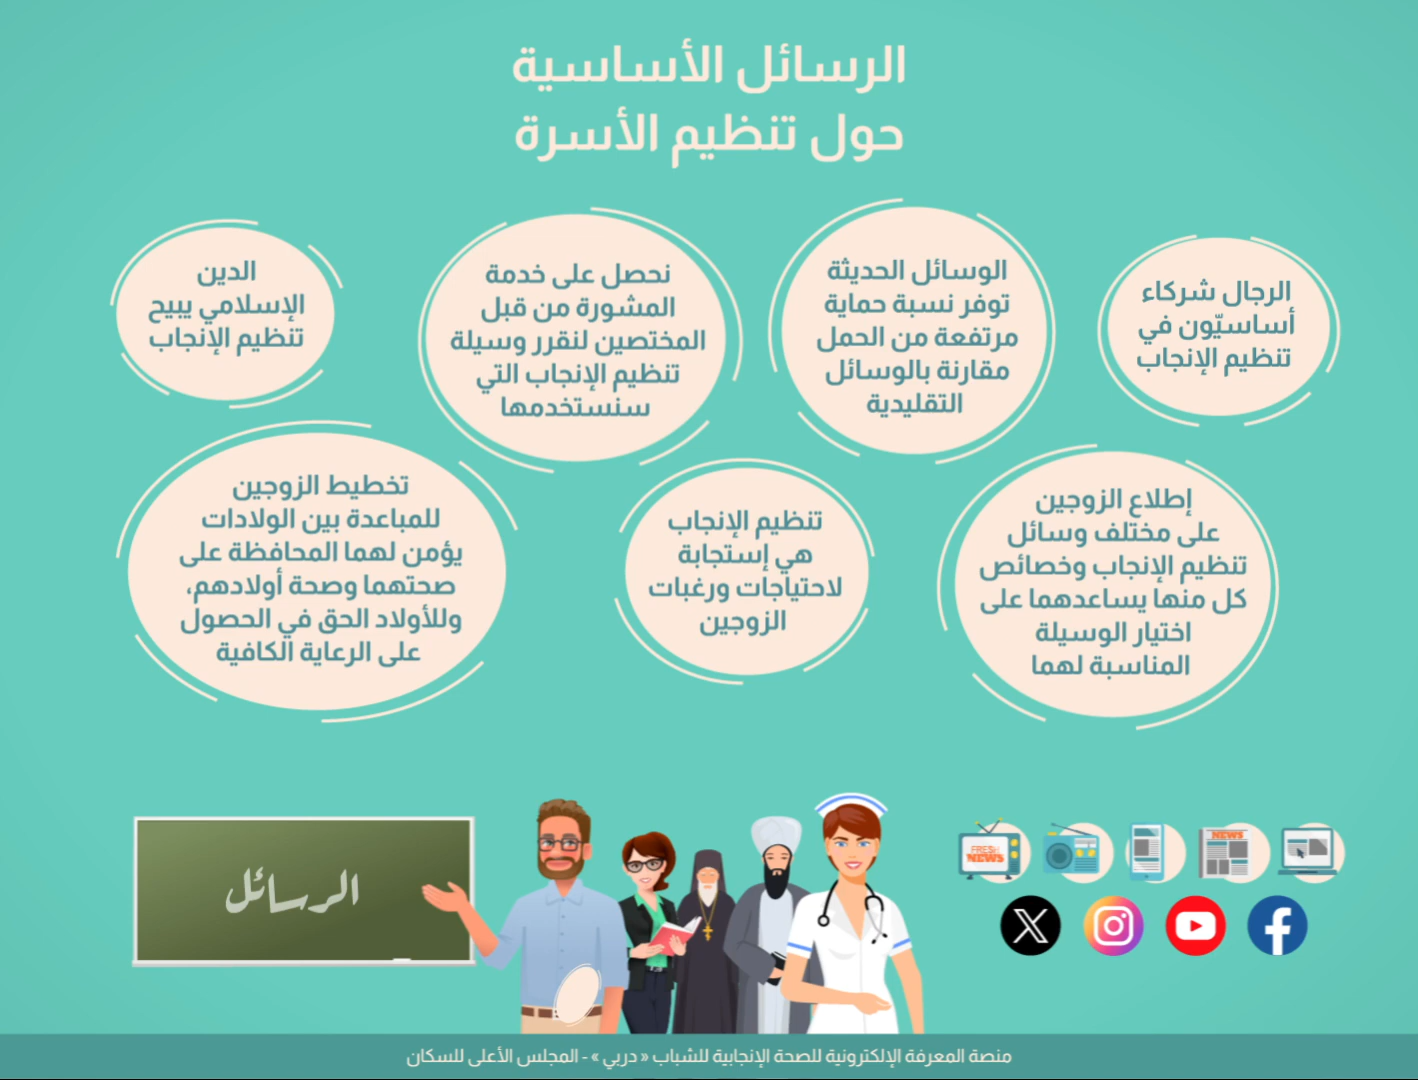 الرسائل الأساسية
حول تنظيم الأسرة
الرجال شركاء
أساسيّون في
تنظيم الإنجاب
الوسائل الحديثة
توفر نسبة حماية
مرتفعة من الحمل
مقارنة بالوسائل
التقليدية
نحصل على خدمة
المشورة من قبل
المختصين لنقرر وسيلة
تنظيم الإنجاب التي
سنستخدمها
الدين
الإسلامي يبيح
تنظيم الإنجاب
إطلاع الزوجين
على مختلف وسائل
تنظيم الإنجاب وخصائص
كل منها يساعدهما على
اختيار الوسيلة
المناسبة لهما
تنظيم الإنجاب
هي إستجابة
لاحتياجات ورغبات
الزوجين
تخطيط الزوجين
للمباعدة بين الولادات
يؤمن لهما المحافظة على
صحتهما وصحة أولادهم،
وللأولاد الحق في الحصول
على الرعاية الكافية
الرسائل
FRESH
NEWS
NEWS
منصة المعرفة الإلكترونية للصحة الإنجابية للشباب « دربي » - المجلس الأعلى للسكان